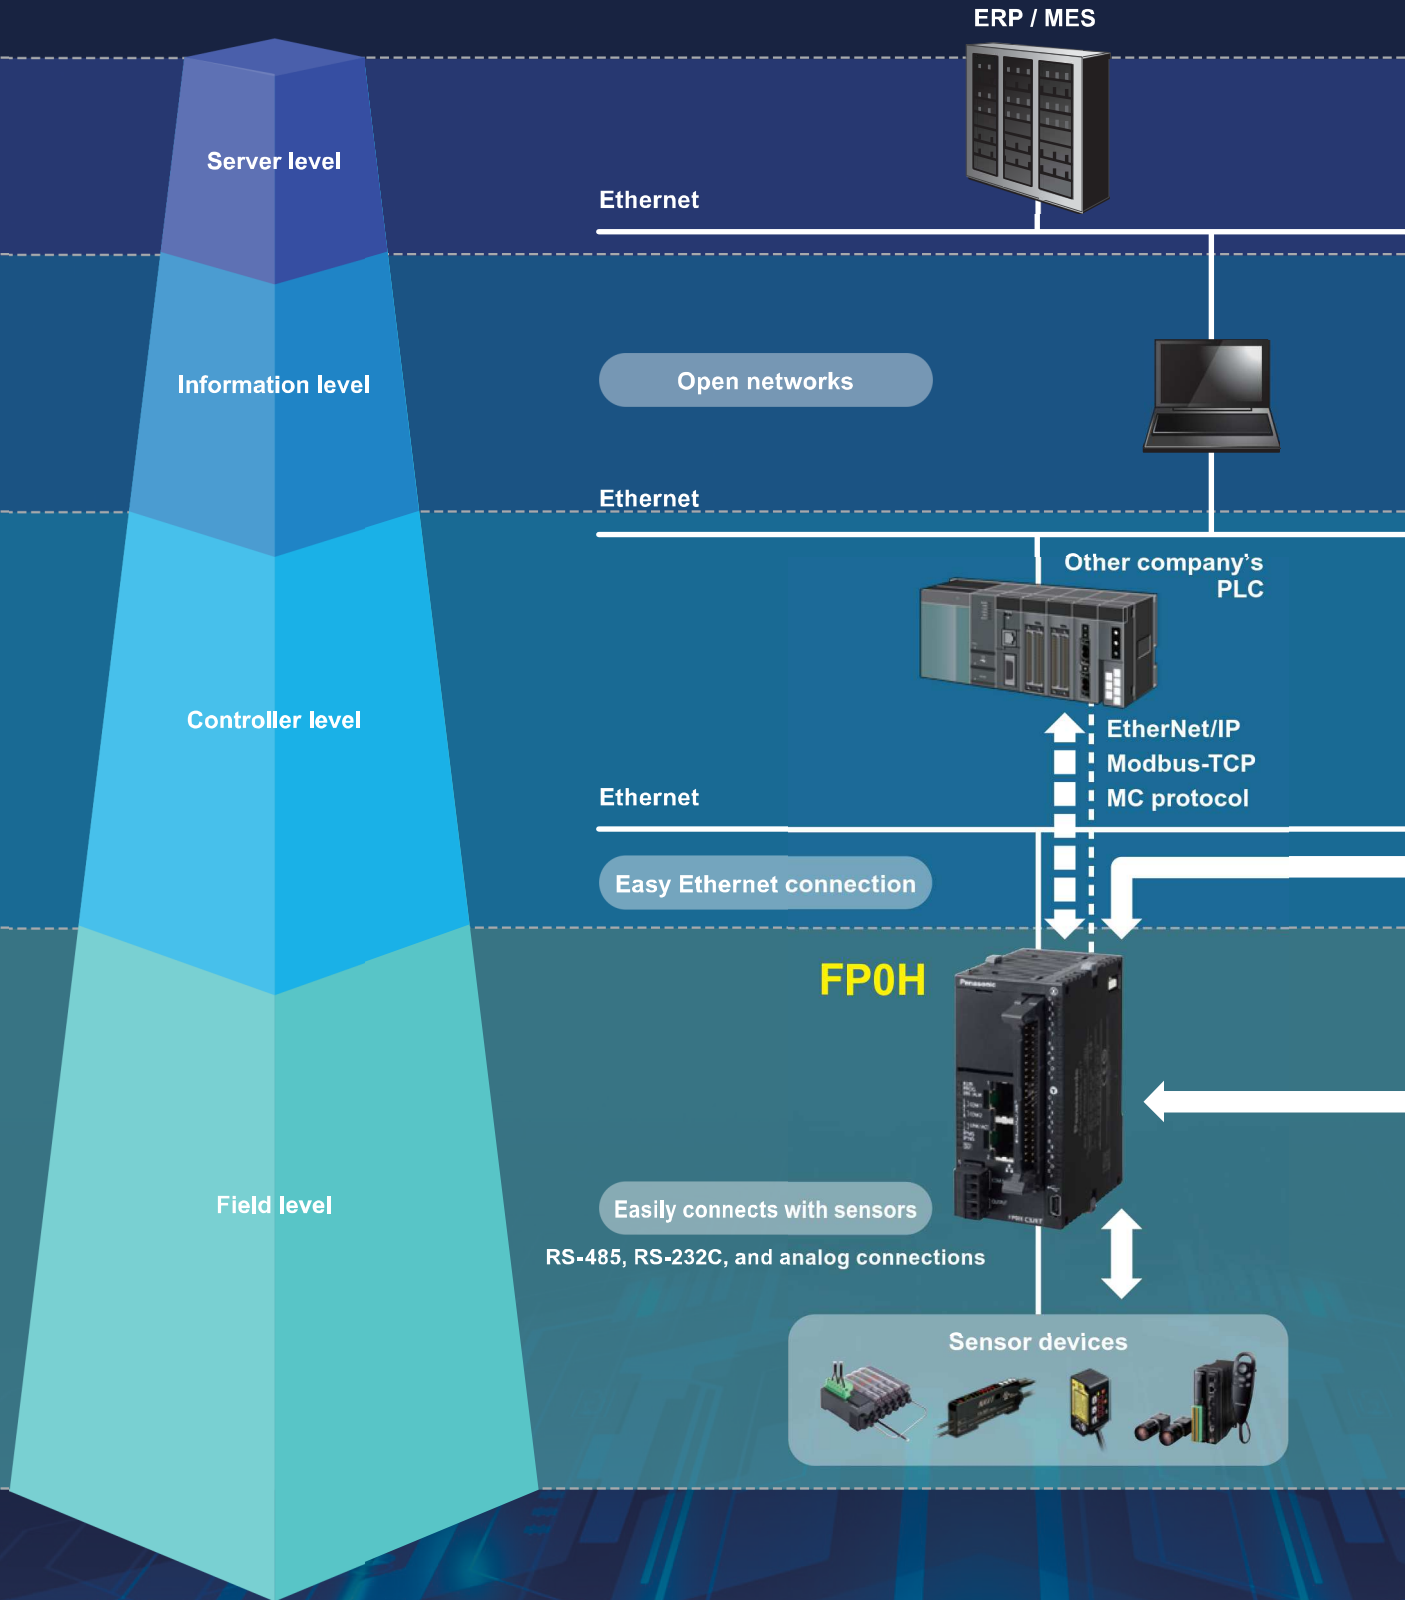 ERP / MES
Server level
Ethernet
Information level
Open networks
Ethernet
Other company's
PLC
Controller level
EtherNet/IP
Modbus-TCP
MC protocol
Ethernet
Easy Ethernet connection
FP0H
Panasonic
Panasonic
Field level
Easily connects with sensors
RS-485, RS-232C, and analog connections
Sensor devices